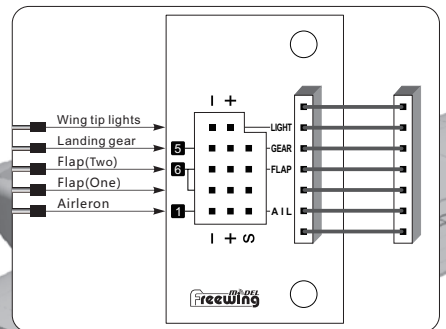 − +
Wing tip lights
LIGHT
Landing gear
5
GEAR
Flap(Two)
6
FLAP
Flap(One)
Airleron
1
AIL
− + S
Freewing MODEL